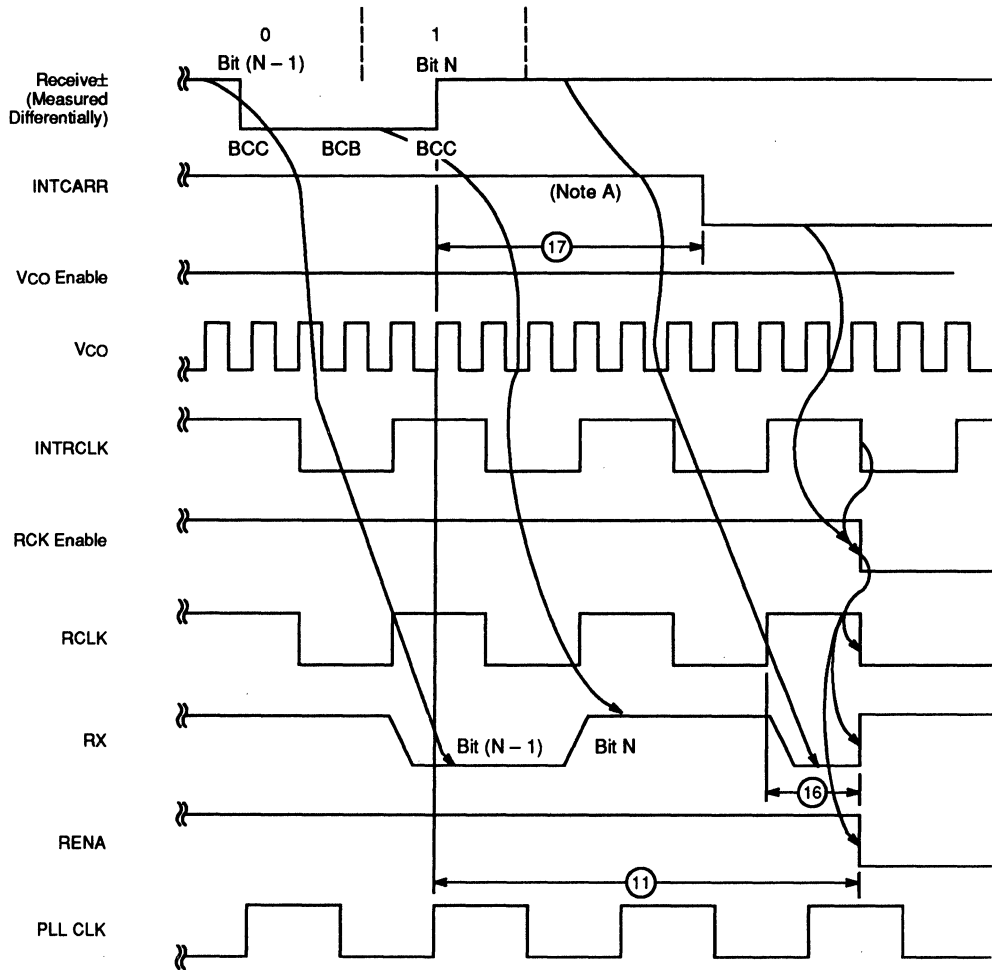 0 1
Bit (N – 1) Bit N
Receive±
(Measured
Differentially)
BCC BCB BCC
INTCARR
(Note A)
17
VCO Enable
VCO
INTRCLK
RCK Enable
RCLK
RX
Bit (N – 1) Bit N
16
RENA
11
PLL CLK